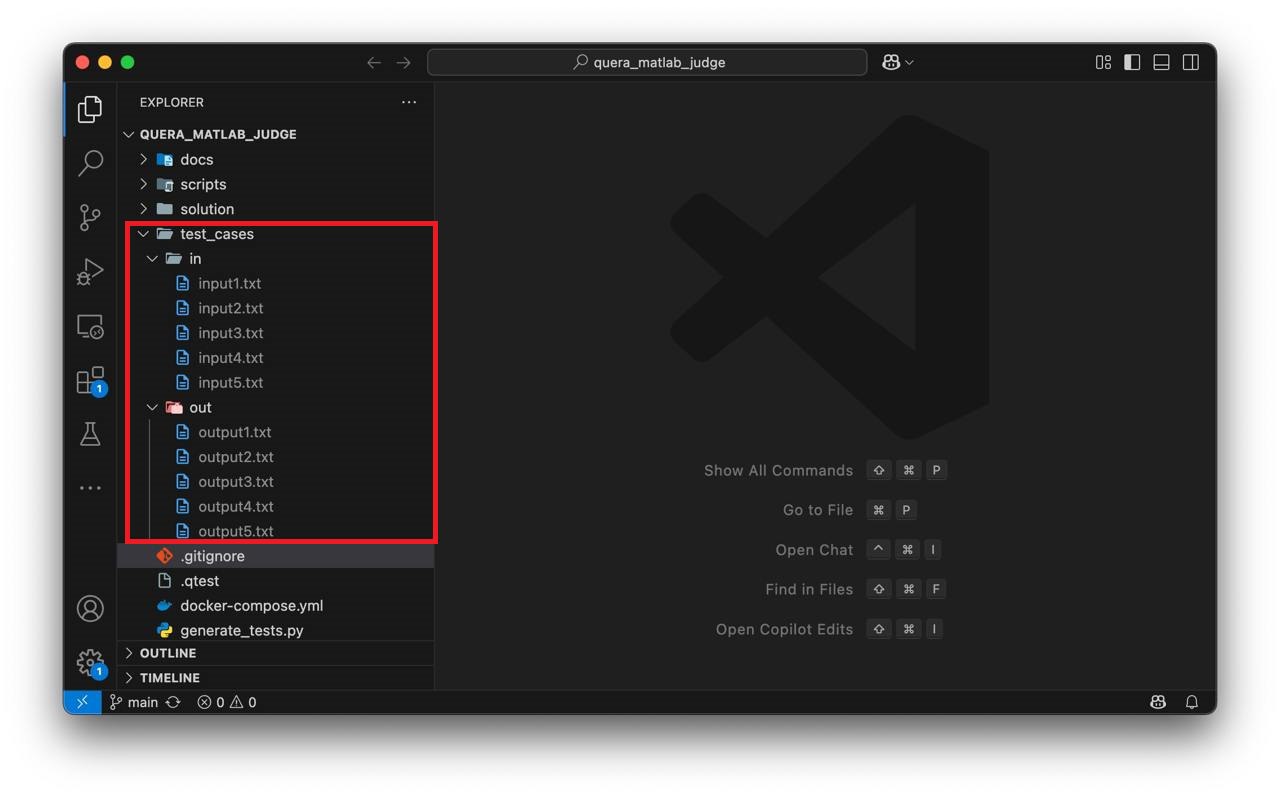 quera_matlab_judge
EXPLORER
QUERA_MATLAB_JUDGE
docs
scripts
solution
test_cases
in
input1.txt
input2.txt
input3.txt
input4.txt
input5.txt
out
output1.txt
output2.txt
output3.txt
output4.txt
output5.txt
.gitignore
.qtest
docker-compose.yml
generate_tests.py
OUTLINE
TIMELINE
1
1
Show All Commands ⇧ ⌘ P
Go to File ⌘ P
Open Chat ^ ⌘ I
Find in Files ⇧ ⌘ F
Open Copilot Edits ⇧ ⌘ I
main 0 0